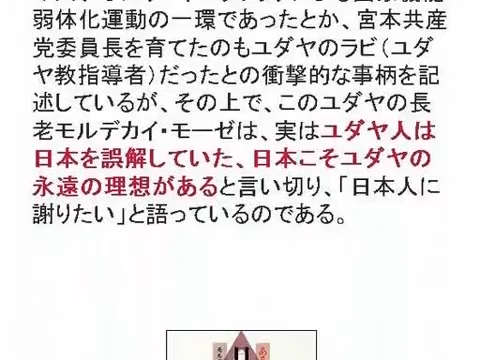 弱体化運動の一環であったとか、宮本共産
党委員長を育てたのもユダヤのラビ(ユダ
ヤ教指導者)だったとの衝撃的な事柄を記
述しているが、その上で、このユダヤの長
老モルデカイ・モーゼは、実はユダヤ人は
日本を誤解していた、日本こそユダヤの
永遠の理想があると言い切り、「日本人に
謝りたい」と語っているのである。